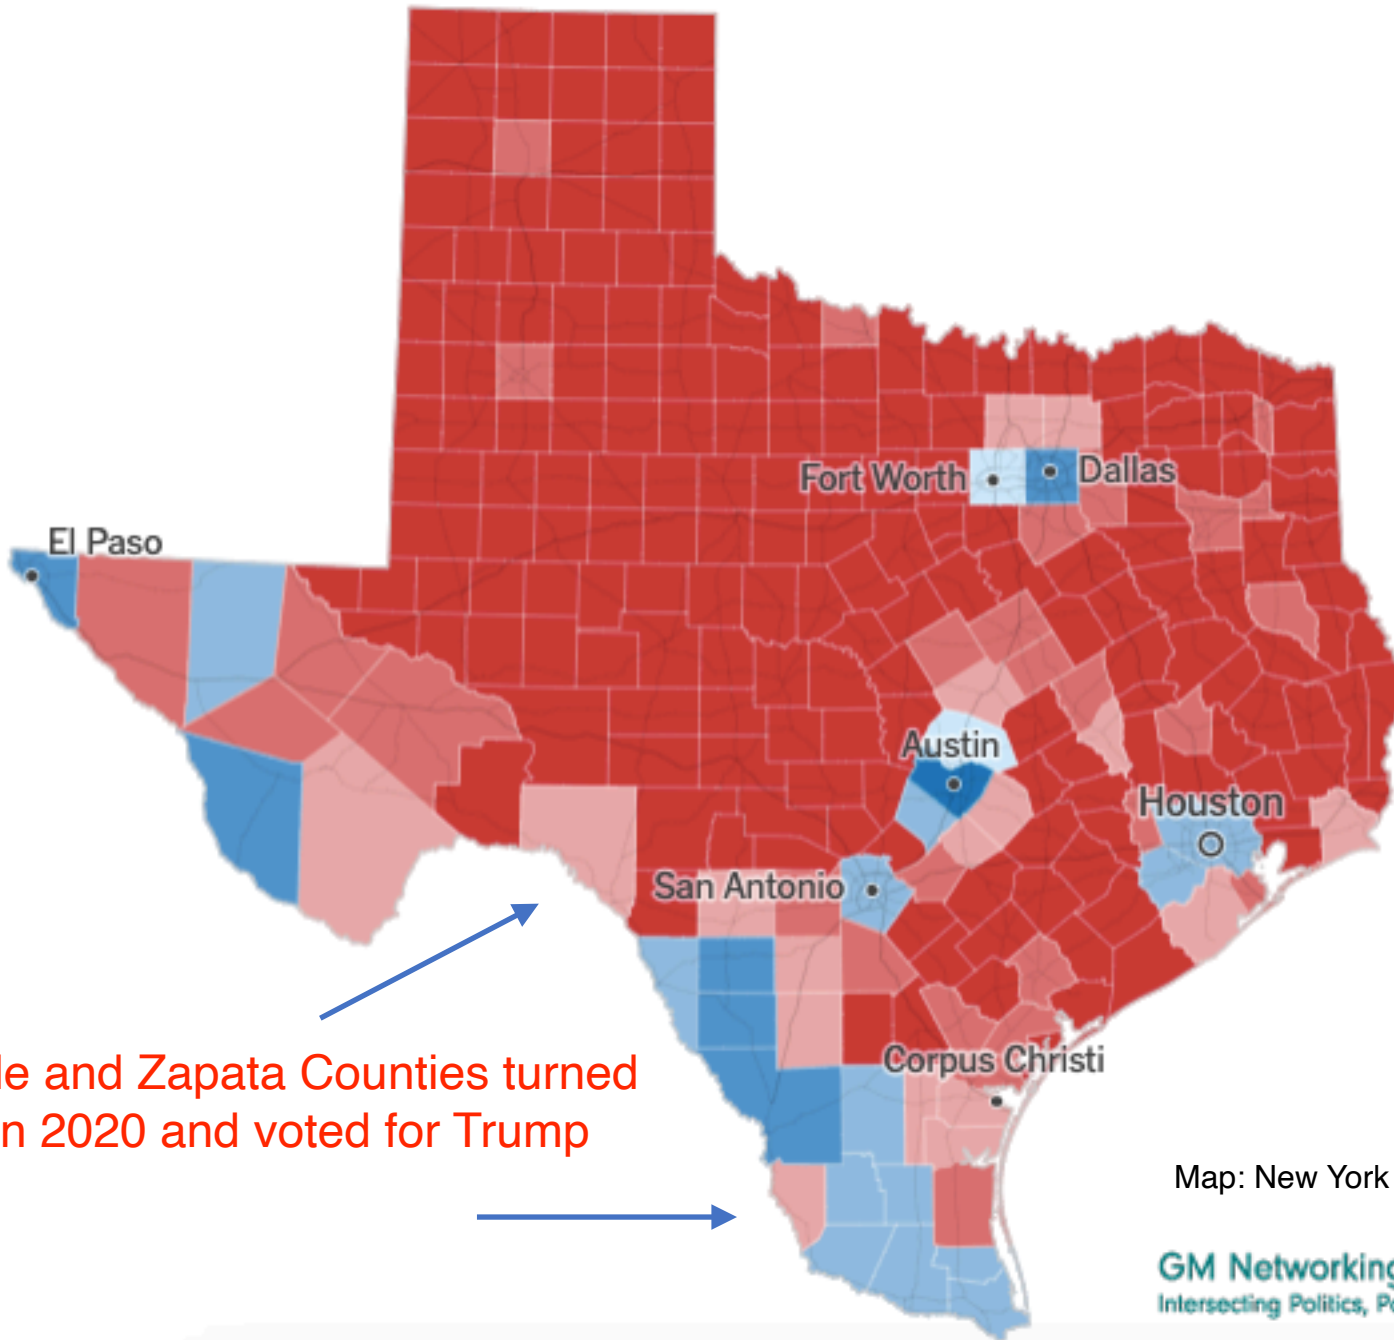 El Paso
Fort Worth
Dallas
Austin
Houston
San Antonio
Corpus Christi
le and Zapata Counties turned
n 2020 and voted for Trump
Map: New York
GM Networking
Intersecting Politics, Po